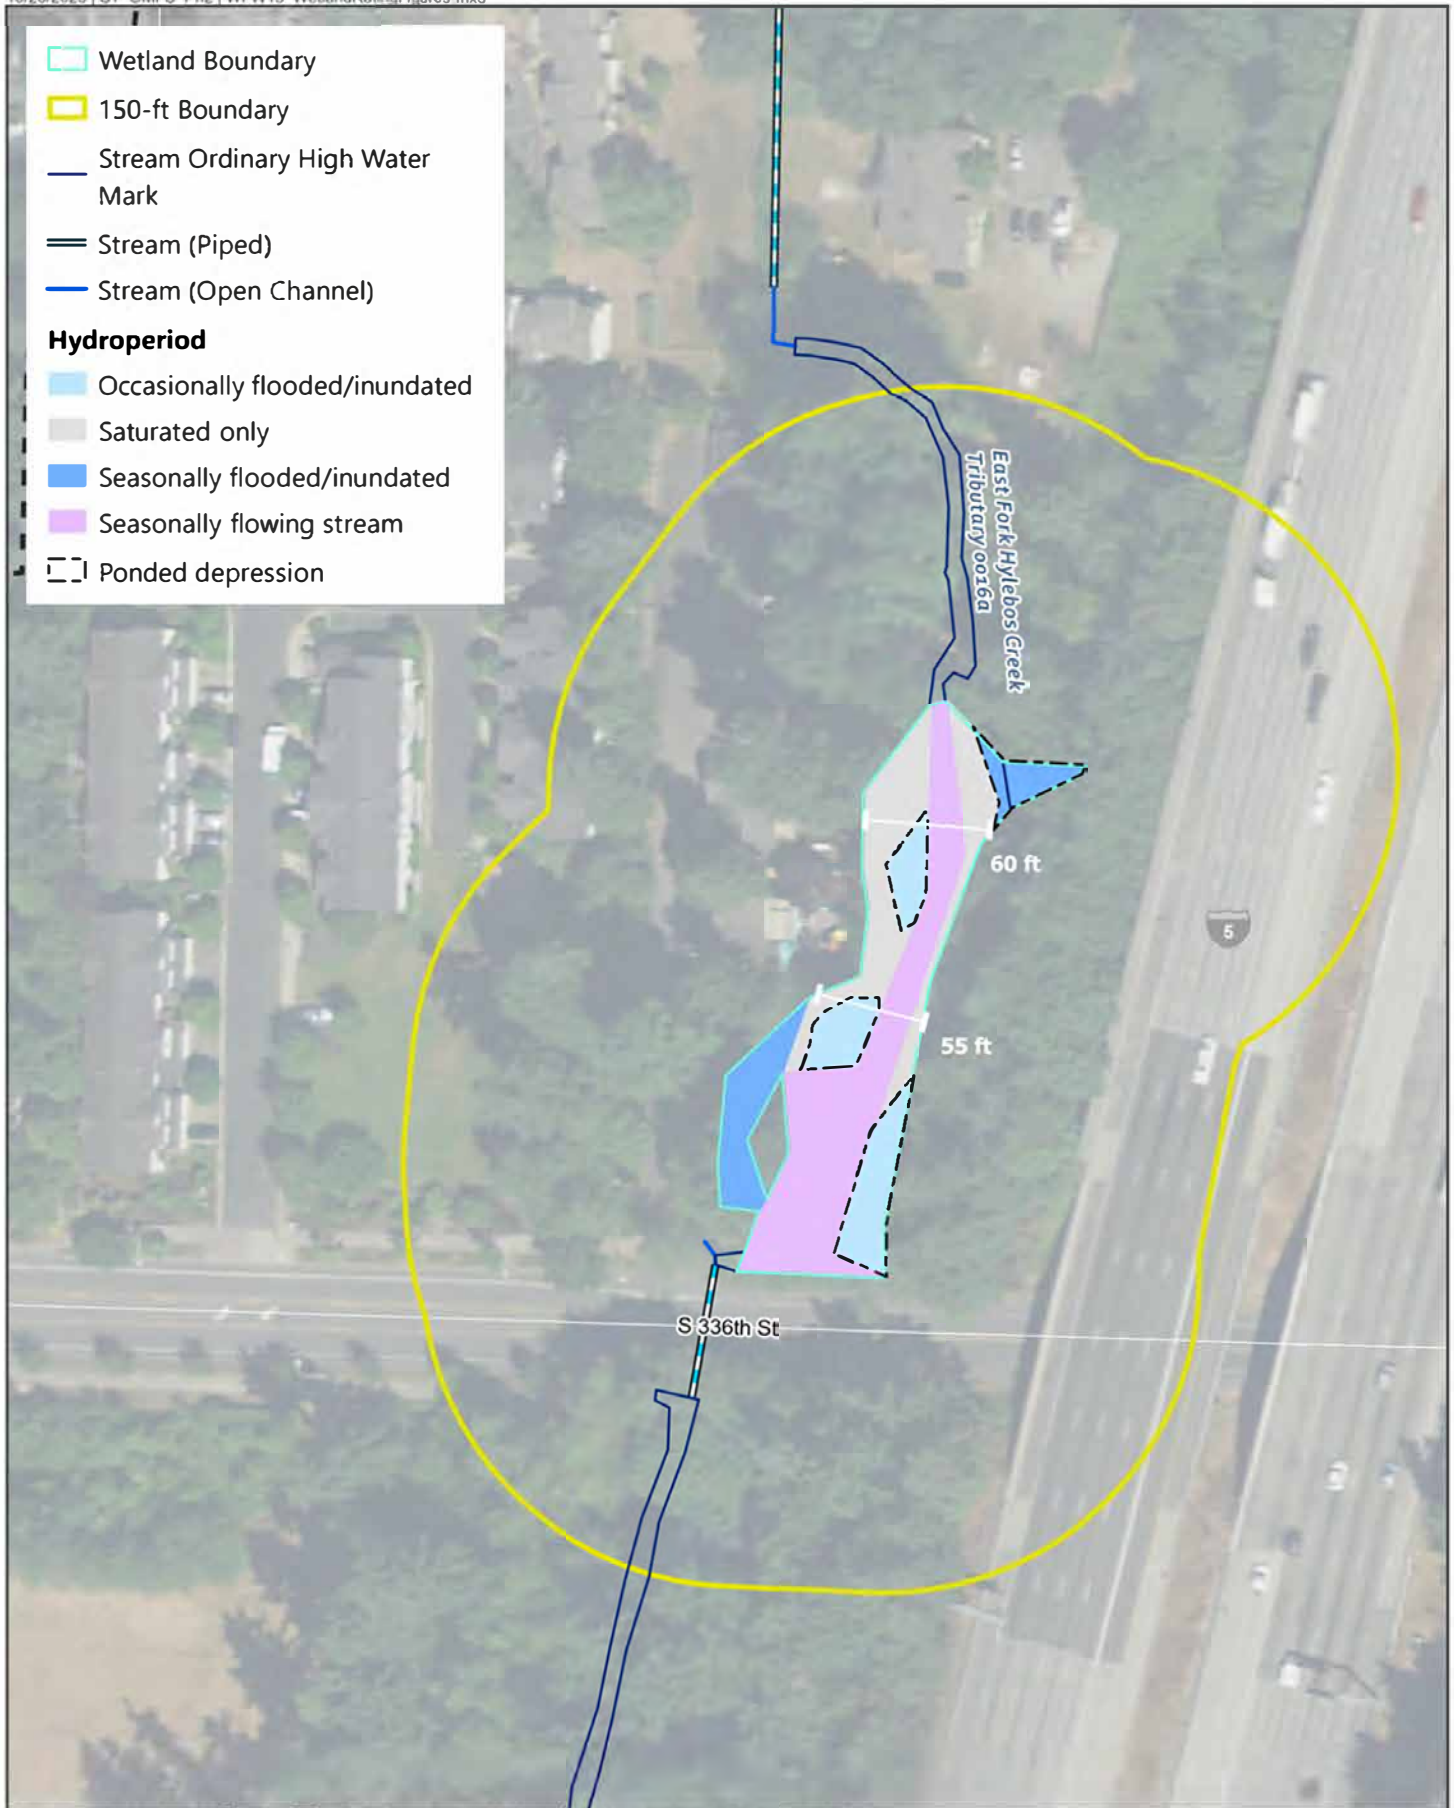 Wetland Boundary
150-ft Boundary
Stream Ordinary High Water
Mark
Stream (Piped)
Stream (Open Channel)
Hydroperiod
Occasionally flooded/inundated
Saturated only
Seasonally flooded/inundated
Seasonally flowing stream
Ponded depression
East Fork Hylebos Creek
Tributary 0016a
60 ft
5
55 ft
S 336th St